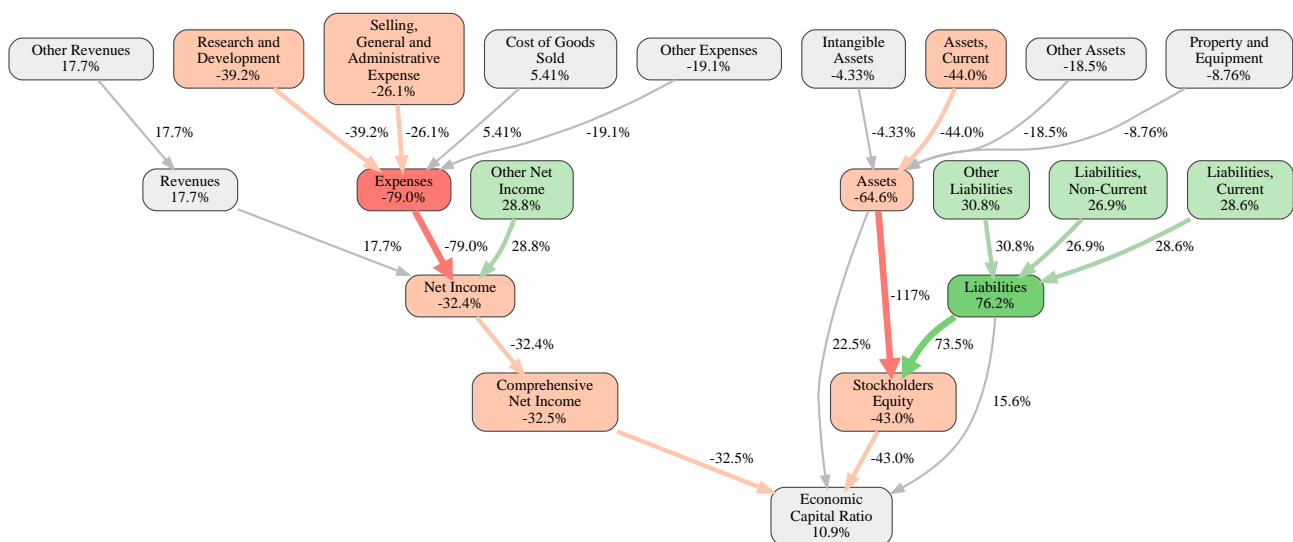 Other Revenues
17.7%
Research and
Development
-39.2%
Selling,
General and
Administrative
Expense
-26.1%
Cost of Goods
Sold
5.41%
Other Expenses
-19.1%
Intangible
Assets
-4.33%
Assets,
Current
-44.0%
Other Assets
-18.5%
Property and
Equipment
-8.76%
17.7%
-39.2%
-26.1%
5.41%
-19.1%
-4.33%
-44.0%
-18.5%
-8.76%
Revenues
17.7%
Expenses
-79.0%
Other Net
Income
28.8%
Assets
-64.6%
Other
Liabilities
30.8%
Liabilities,
Non-Current
26.9%
Liabilities,
Current
28.6%
17.7%
-79.0%
28.8%
30.8%
26.9%
28.6%
Net Income
-32.4%
-117%
Liabilities
76.2%
-32.4%
22.5%
73.5%
Comprehensive
Net Income
-32.5%
Stockholders
Equity
-43.0%
15.6%
-32.5%
-43.0%
Economic
Capital Ratio
10.9%